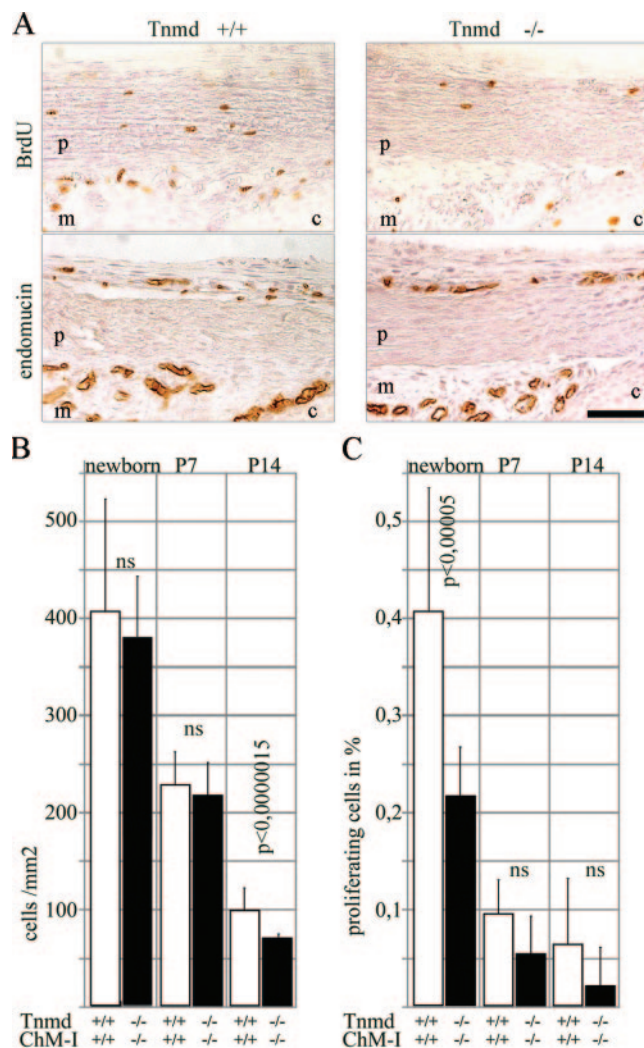 A
Tnmd +/+
Tnmd -/-
BrdU
p
m
c
p
m
c
endomucin
p
m
c
p
m
c
B
newborn P7 P14
500
400
300
200
100
cells /mm2
ns
ns
p<0,0000015
Tnmd +/+ -/- +/+ -/- +/+ -/-
ChM-I +/+ -/- +/+ -/- +/+ -/-
C
newborn P7 P14
0,5
0,4
0,3
0,2
0,1
proliferating cells in %
p<0,00005
ns
ns
+/+ -/- +/+ -/- +/+ -/-
+/+ -/- +/+ -/- +/+ -/-